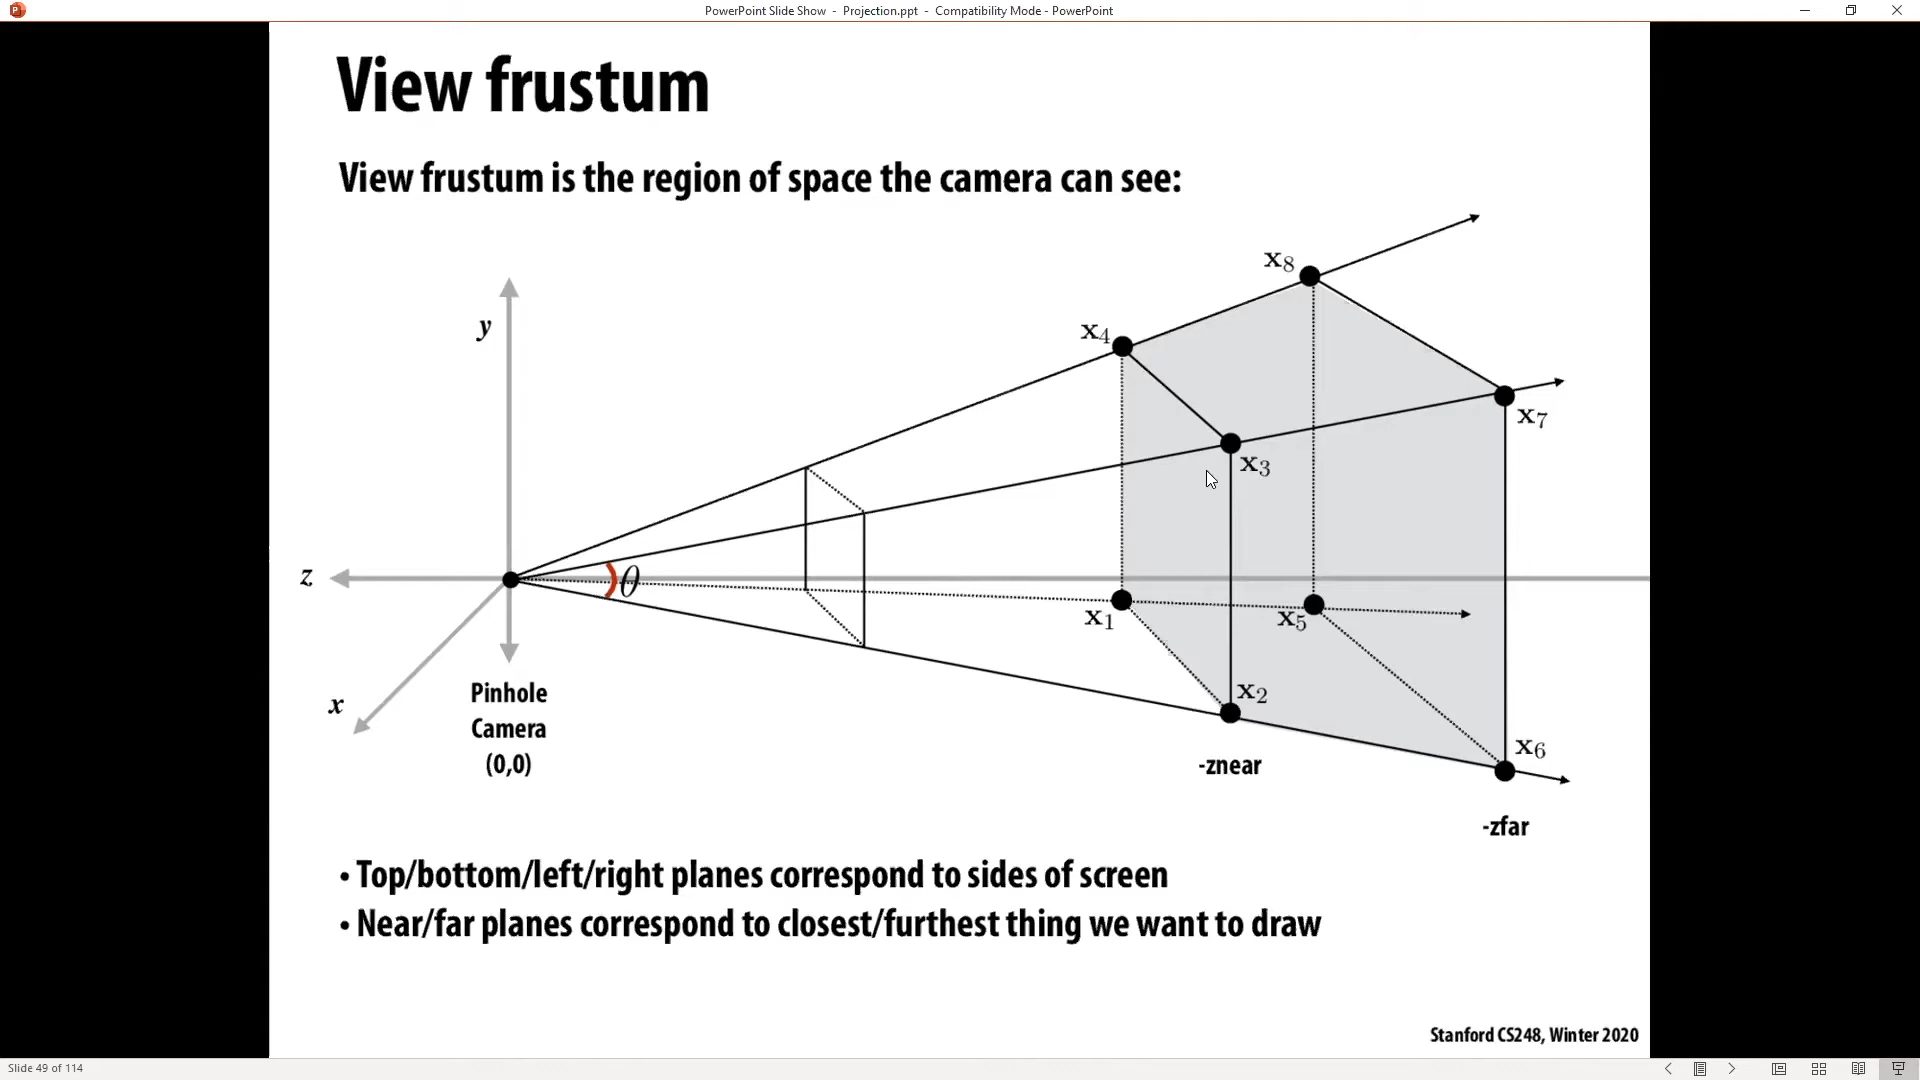 PowerPoint Slide Show - Projection.ppt - Compatibility Mode - PowerPoint
View frustum
View frustum is the region of space the camera can see:
x8
y
x4
x7
x3
z
θ
x1
x5
x2
x
Pinhole
Camera
(0,0)
x6
-znear
-zfar
• Top/bottom/left/right planes correspond to sides of screen
• Near/far planes correspond to closest/furthest thing we want to draw
Stanford CS248, Winter 2020
Slide 49 of 114